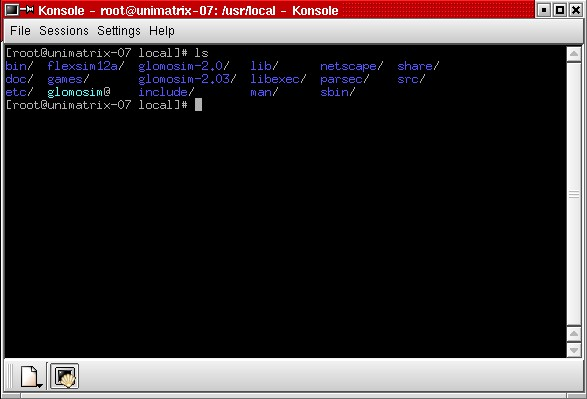 Konsole - root@unimatrix-07: /usr/local - Konsole
File Sessions Settings Help
[root@unimatrix-07 local]# ls
bin/ flexsim12a/ glomosim-2.0/ lib/ netscape/ share/
doc/ games/ glomosim-2.03/ libexec/ parsec/ src/
etc/ glomosim@ include/ man/ sbin/
[root@unimatrix-07 local]#